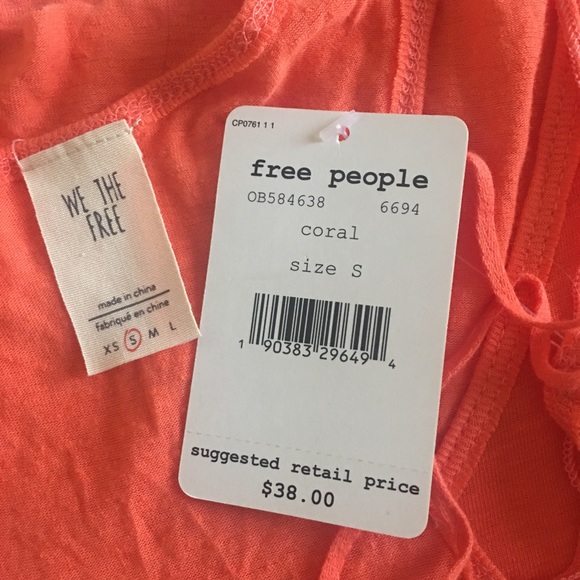 WE THE
FREE
made in china
fabriqué en chine
XS S M L
CP0761 1 1
free people
OB584638 6694
coral
size S
1 90383 29649 4
suggested retail price
$38.00